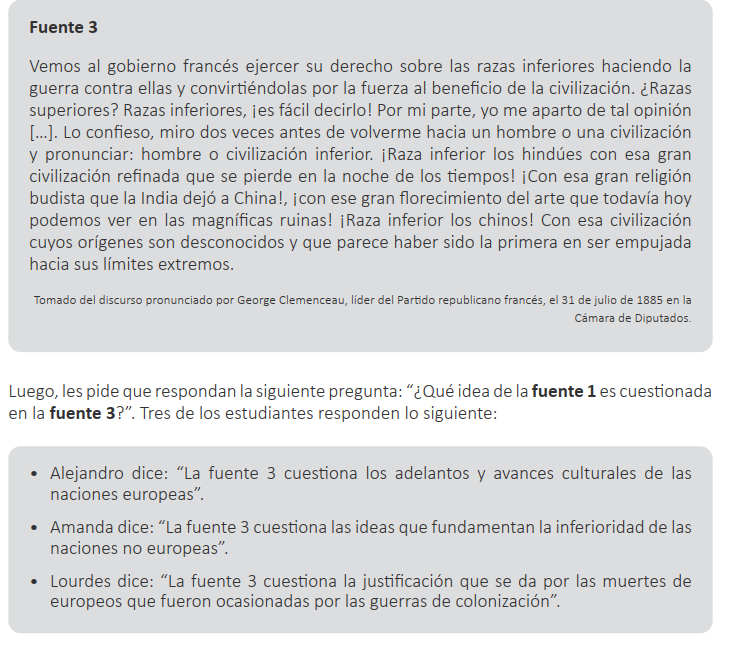 Fuente 3
Vemos al gobierno francés ejercer su derecho sobre las razas inferiores haciendo la
guerra contra ellas y convirtiéndolas por la fuerza al beneficio de la civilización. ¿Razas
superiores? Razas inferiores, ¡es fácil decirlo! Por mi parte, yo me aparto de tal opinión
[...]. Lo confieso, miro dos veces antes de volverme hacia un hombre o una civilización
y pronunciar: hombre o civilización inferior. ¡Raza inferior los hindúes con esa gran
civilización refinada que se pierde en la noche de los tiempos! ¡Con esa gran religión
budista que la India dejó a China!, ¡con ese gran florecimiento del arte que todavía hoy
podemos ver en las magníficas ruinas! ¡Raza inferior los chinos! Con esa civilización
cuyos orígenes son desconocidos y que parece haber sido la primera en ser empujada
hacia sus límites extremos.
Tomado del discurso pronunciado por George Clemenceau, líder del Partido republicano francés, el 31 de julio de 1885 en la
Cámara de Diputados.
Luego, les pide que respondan la siguiente pregunta: “¿Qué idea de la fuente 1 es cuestionada
en la fuente 3?”. Tres de los estudiantes responden lo siguiente:
• Alejandro dice: “La fuente 3 cuestiona los adelantos y avances culturales de las
naciones europeas”.
• Amanda dice: “La fuente 3 cuestiona las ideas que fundamentan la inferioridad de las
naciones no europeas”.
• Lourdes dice: “La fuente 3 cuestiona la justificación que se da por las muertes de
europeos que fueron ocasionadas por las guerras de colonización”.